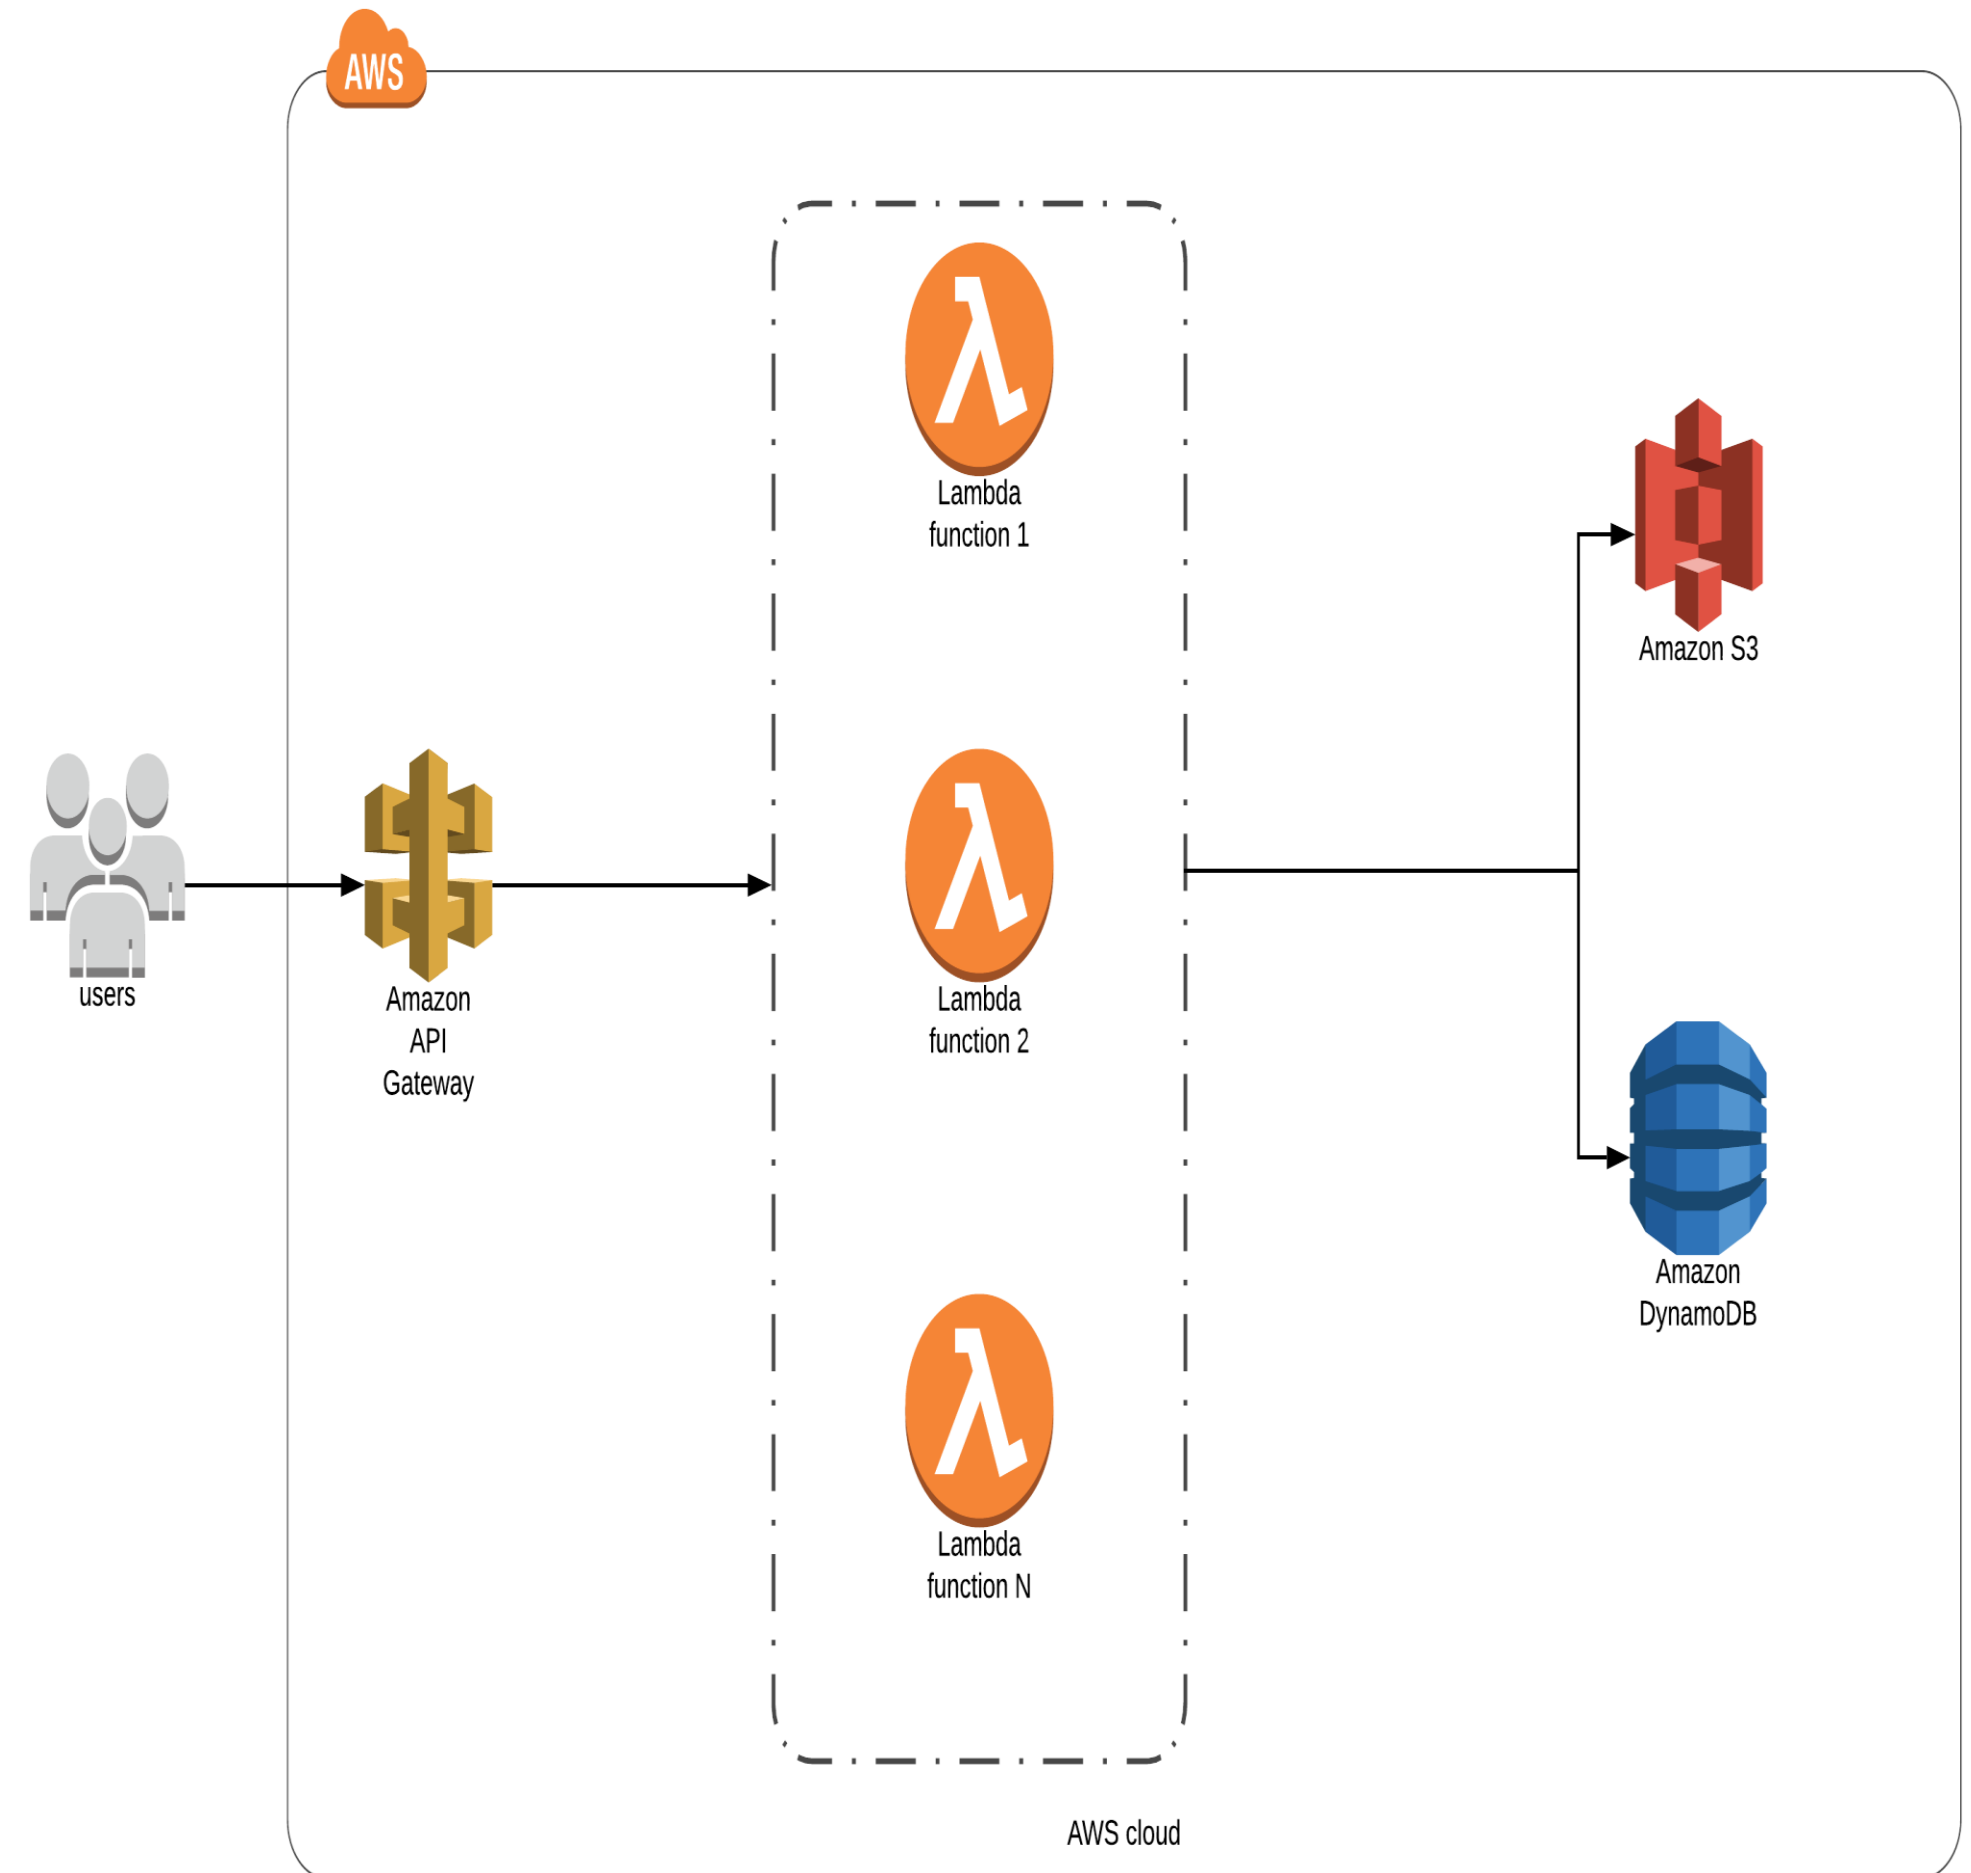 AWS
Lambda
function 1
Amazon S3
users
Amazon
API
Gateway
Lambda
function 2
Amazon
DynamoDB
Lambda
function N
AWS cloud